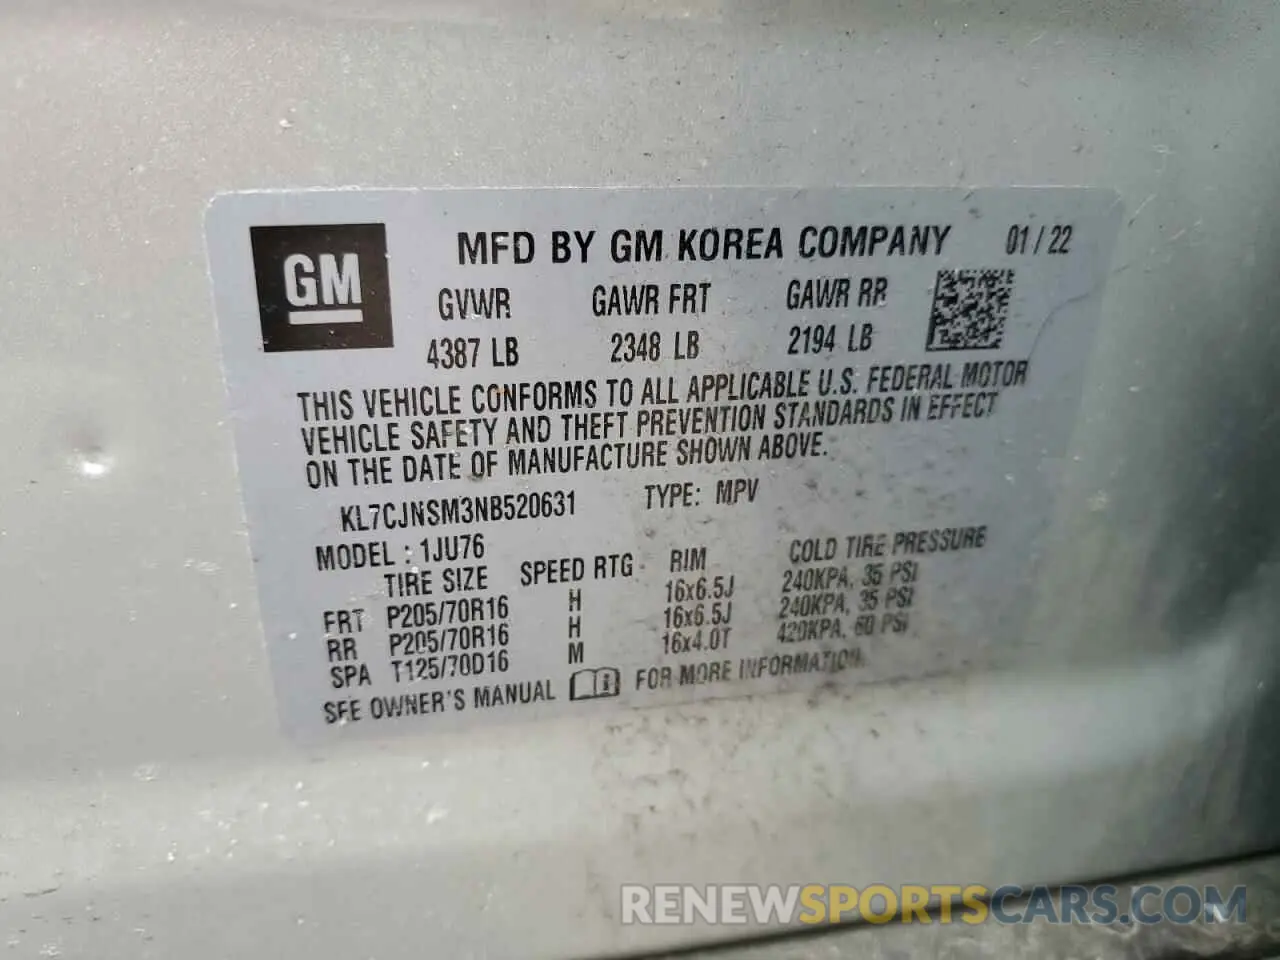 GM
MFD BY GM KOREA COMPANY 01/22
GVWR GAWR FRT GAWR RR
4387 LB 2348 LB 2194 LB
THIS VEHICLE CONFORMS TO ALL APPLICABLE U.S. FEDERAL MOTOR
VEHICLE SAFETY AND THEFT PREVENTION STANDARDS IN EFFECT
ON THE DATE OF MANUFACTURE SHOWN ABOVE.
KL7CJNSM3NB520631 TYPE: MPV
MODEL : 1JU76
TIRE SIZE SPEED RTG RIM COLD TIRE PRESSURE
FRT P205/70R16 H 16x6.5J 240KPA, 35 PSI
RR P205/70R16 H 16x6.5J 240KPA, 35 PSI
SPA T125/70D16 M 16x4.0T 420KPA, 60 PSI
SEE OWNER'S MANUAL FOR MORE INFORMATION.
RENEWSPORTSCARS.COM